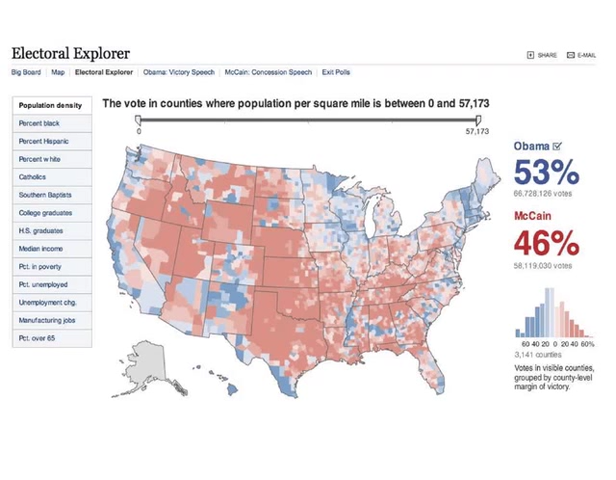 Electoral Explorer
SHARE E-MAIL
Big Board Map Electoral Explorer Obama: Victory Speech McCain: Concession Speech Exit Polls
Population density
Percent black
Percent Hispanic
Percent white
Catholics
Southern Baptists
College graduates
H.S. graduates
Median income
Pct. in poverty
Pct. unemployed
Unemployment chg.
Manufacturing jobs
Pct. over 65
The vote in counties where population per square mile is between 0 and 57,173
0 57,173
Obama
53%
66,728,126 votes
McCain
46%
58,119,030 votes
60 40 20 0 20 40 60%
3,141 counties
Votes in visible counties,
grouped by county-level
margin of victory.